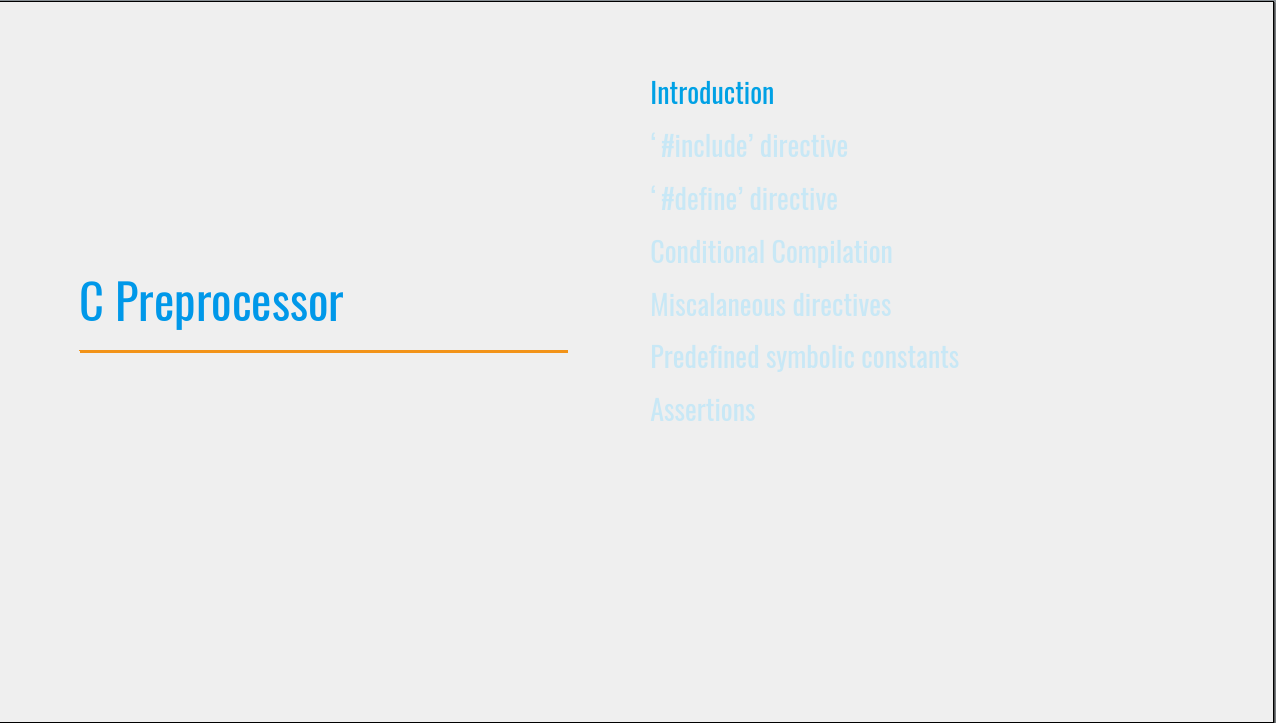 C Preprocessor
Introduction
‘ #include’ directive
‘ #define’ directive
Conditional Compilation
Miscalaneous directives
Predefined symbolic constants
Assertions